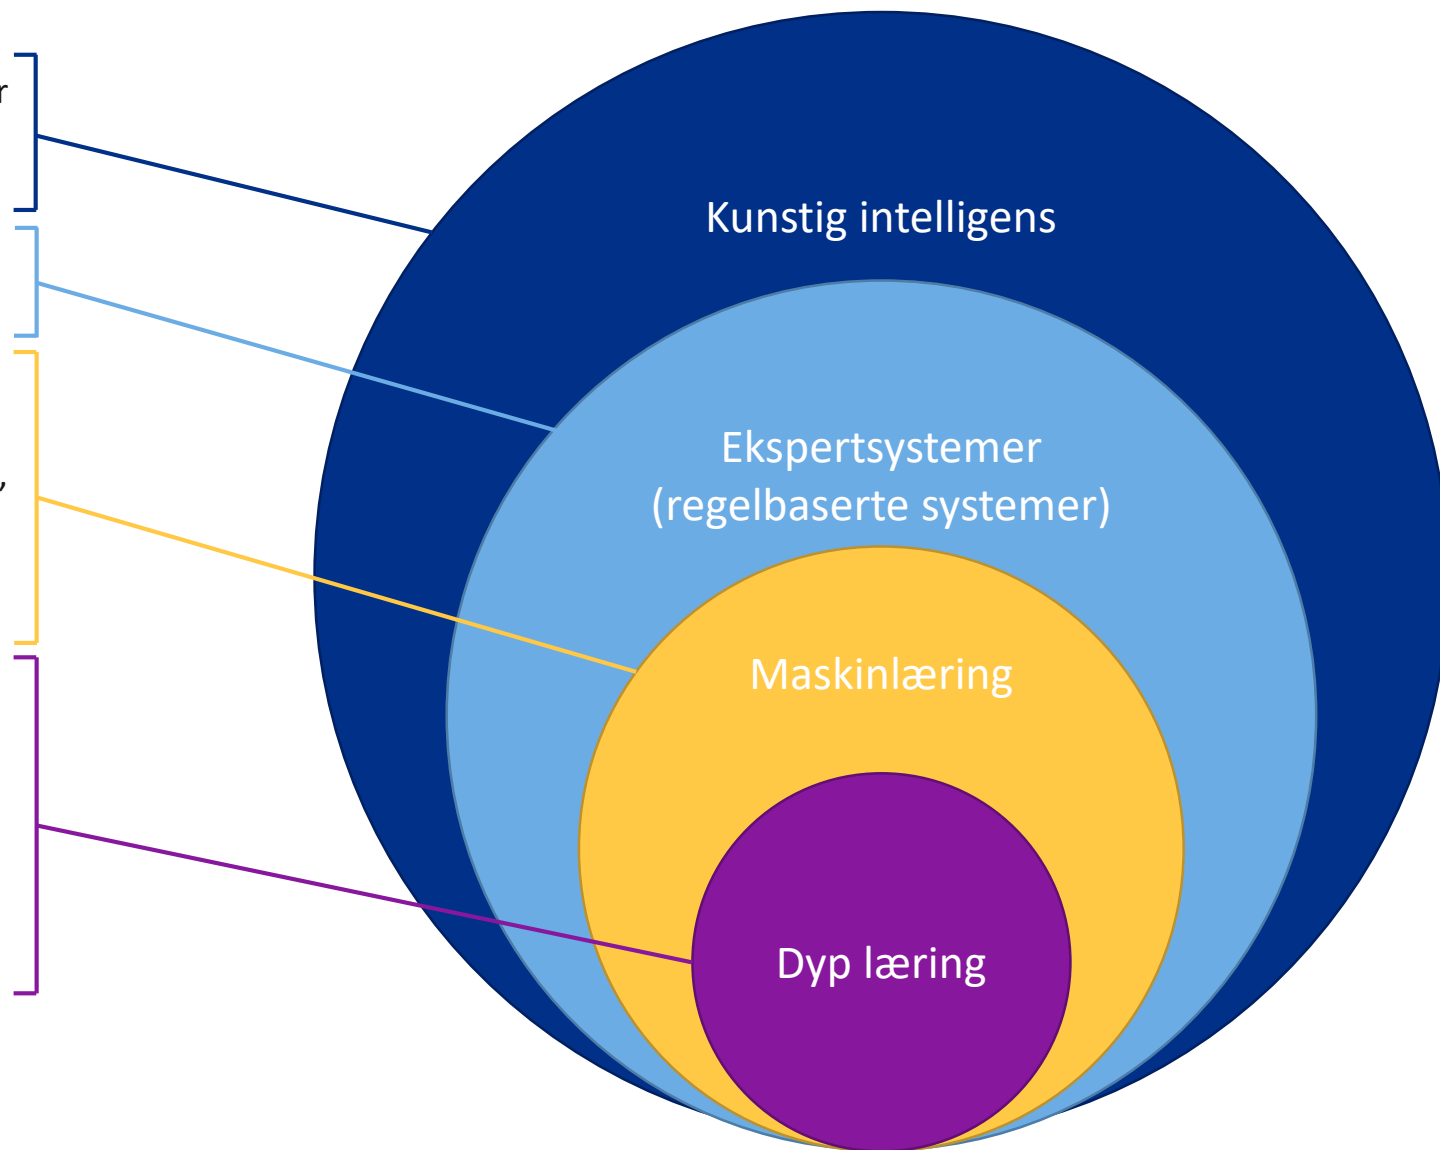 r
Kunstig intelligens
Ekspertsystemer
(regelbaserte systemer)
,
Maskinlæring
Dyp læring